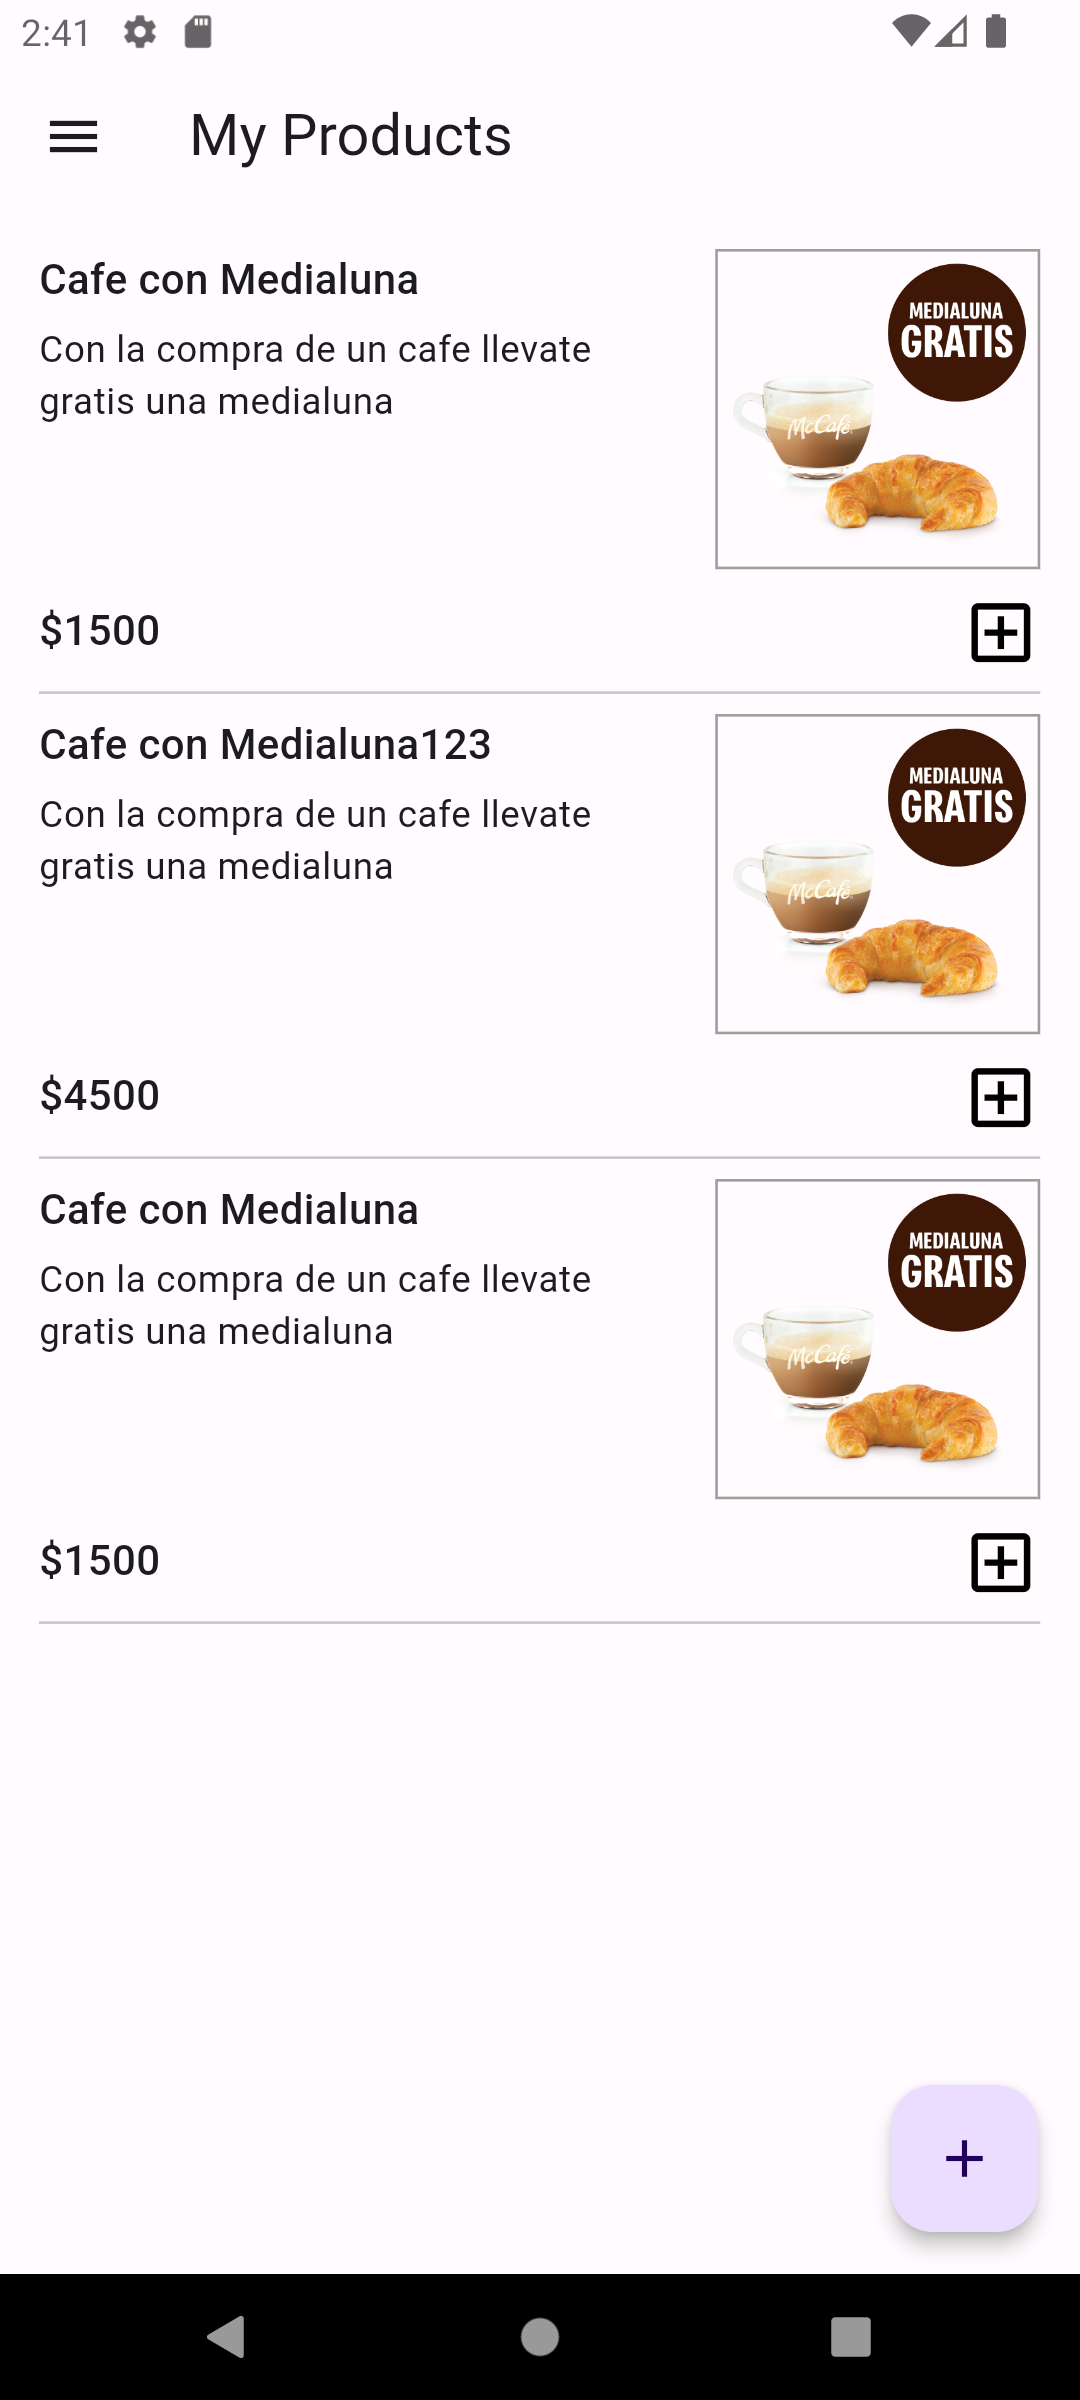 2:41
My Products
Cafe con Medialuna
Con la compra de un cafe llevate
gratis una medialuna
MEDIALUNA
GRATIS
McCafé
$1500
Cafe con Medialuna123
Con la compra de un cafe llevate
gratis una medialuna
MEDIALUNA
GRATIS
McCafé
$4500
Cafe con Medialuna
Con la compra de un cafe llevate
gratis una medialuna
MEDIALUNA
GRATIS
McCafé
$1500